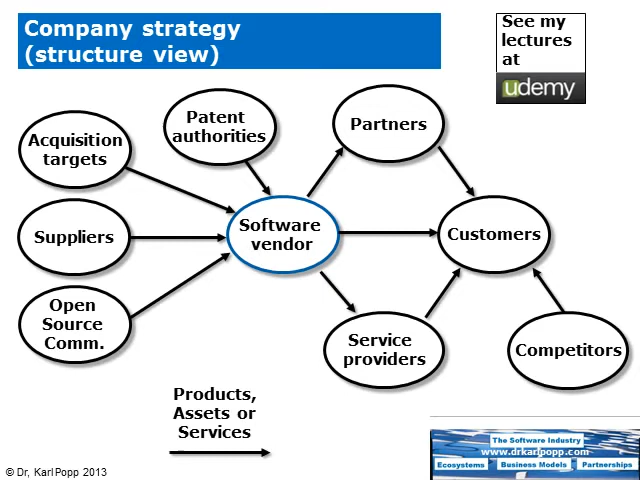 Company strategy
(structure view)
See my
lectures
at
udemy
Patent
authorities
Partners
Acquisition
targets
Software
vendor
Suppliers
Customers
Open
Source
Comm.
Service
providers
Competitors
Products,
Assets or
Services
The Software Industry
www.drkarlpopp.com
Ecosystems
Business Models
Partnerships
© Dr, Karl Popp 2013